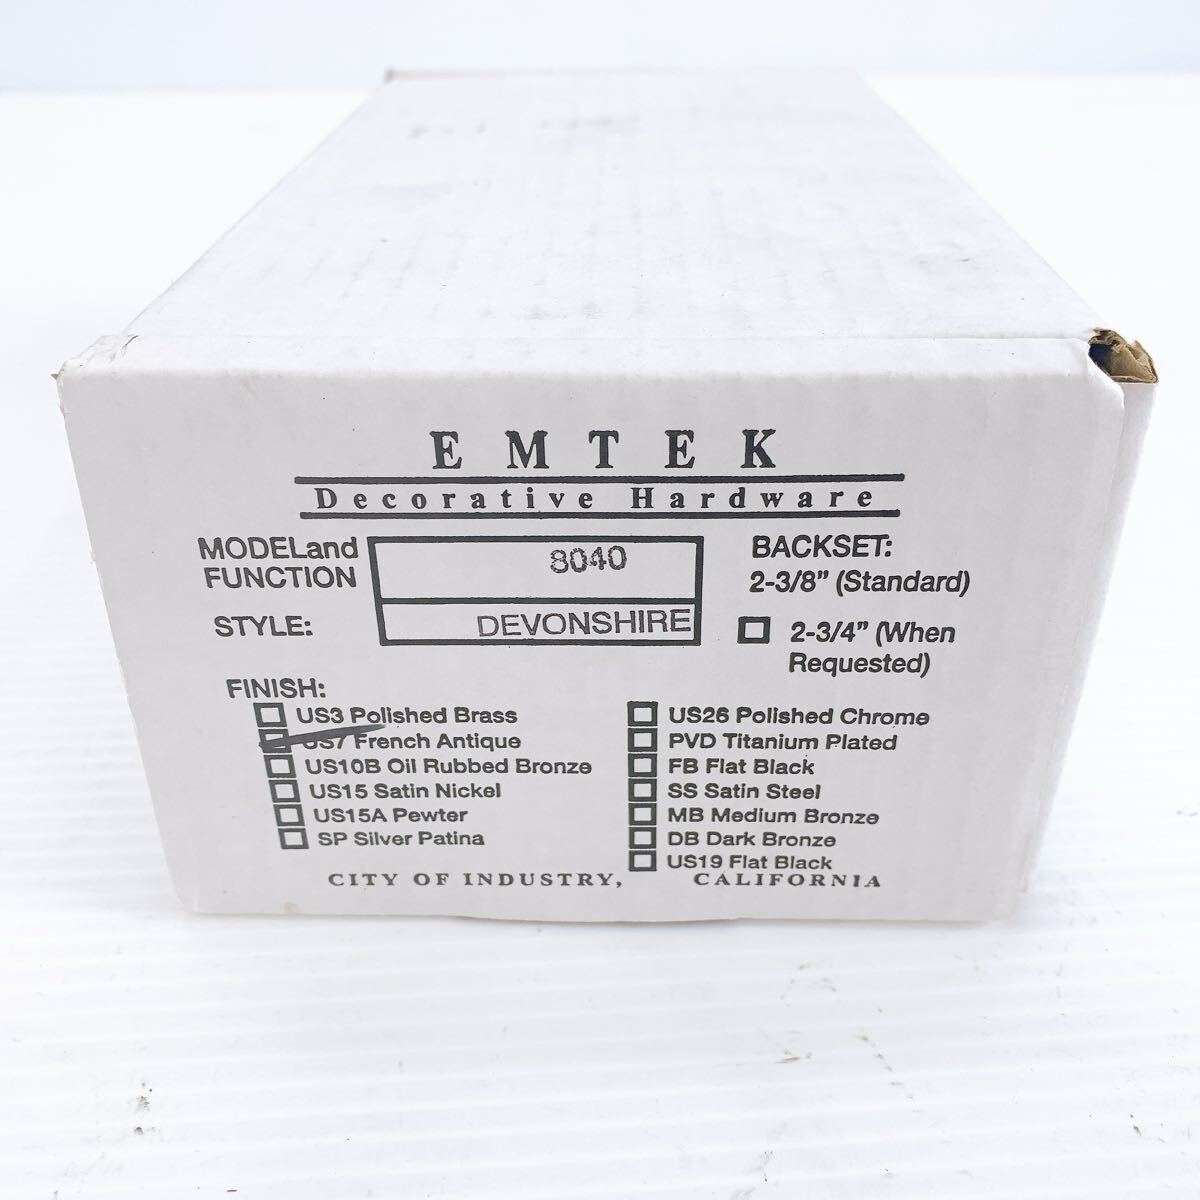 EMTEK
Decorative Hardware
MODELand
FUNCTION
8040
STYLE:
DEVONSHIRE
BACKSET:
2-3/8” (Standard)
2-3/4” (When
Requested)
FINISH:
US3 Polished Brass
US7 French Antique
US10B Oil Rubbed Bronze
US15 Satin Nickel
US15A Pewter
SP Silver Patina
US26 Polished Chrome
PVD Titanium Plated
FB Flat Black
SS Satin Steel
MB Medium Bronze
DB Dark Bronze
US19 Flat Black
CITY OF INDUSTRY, CALIFORNIA